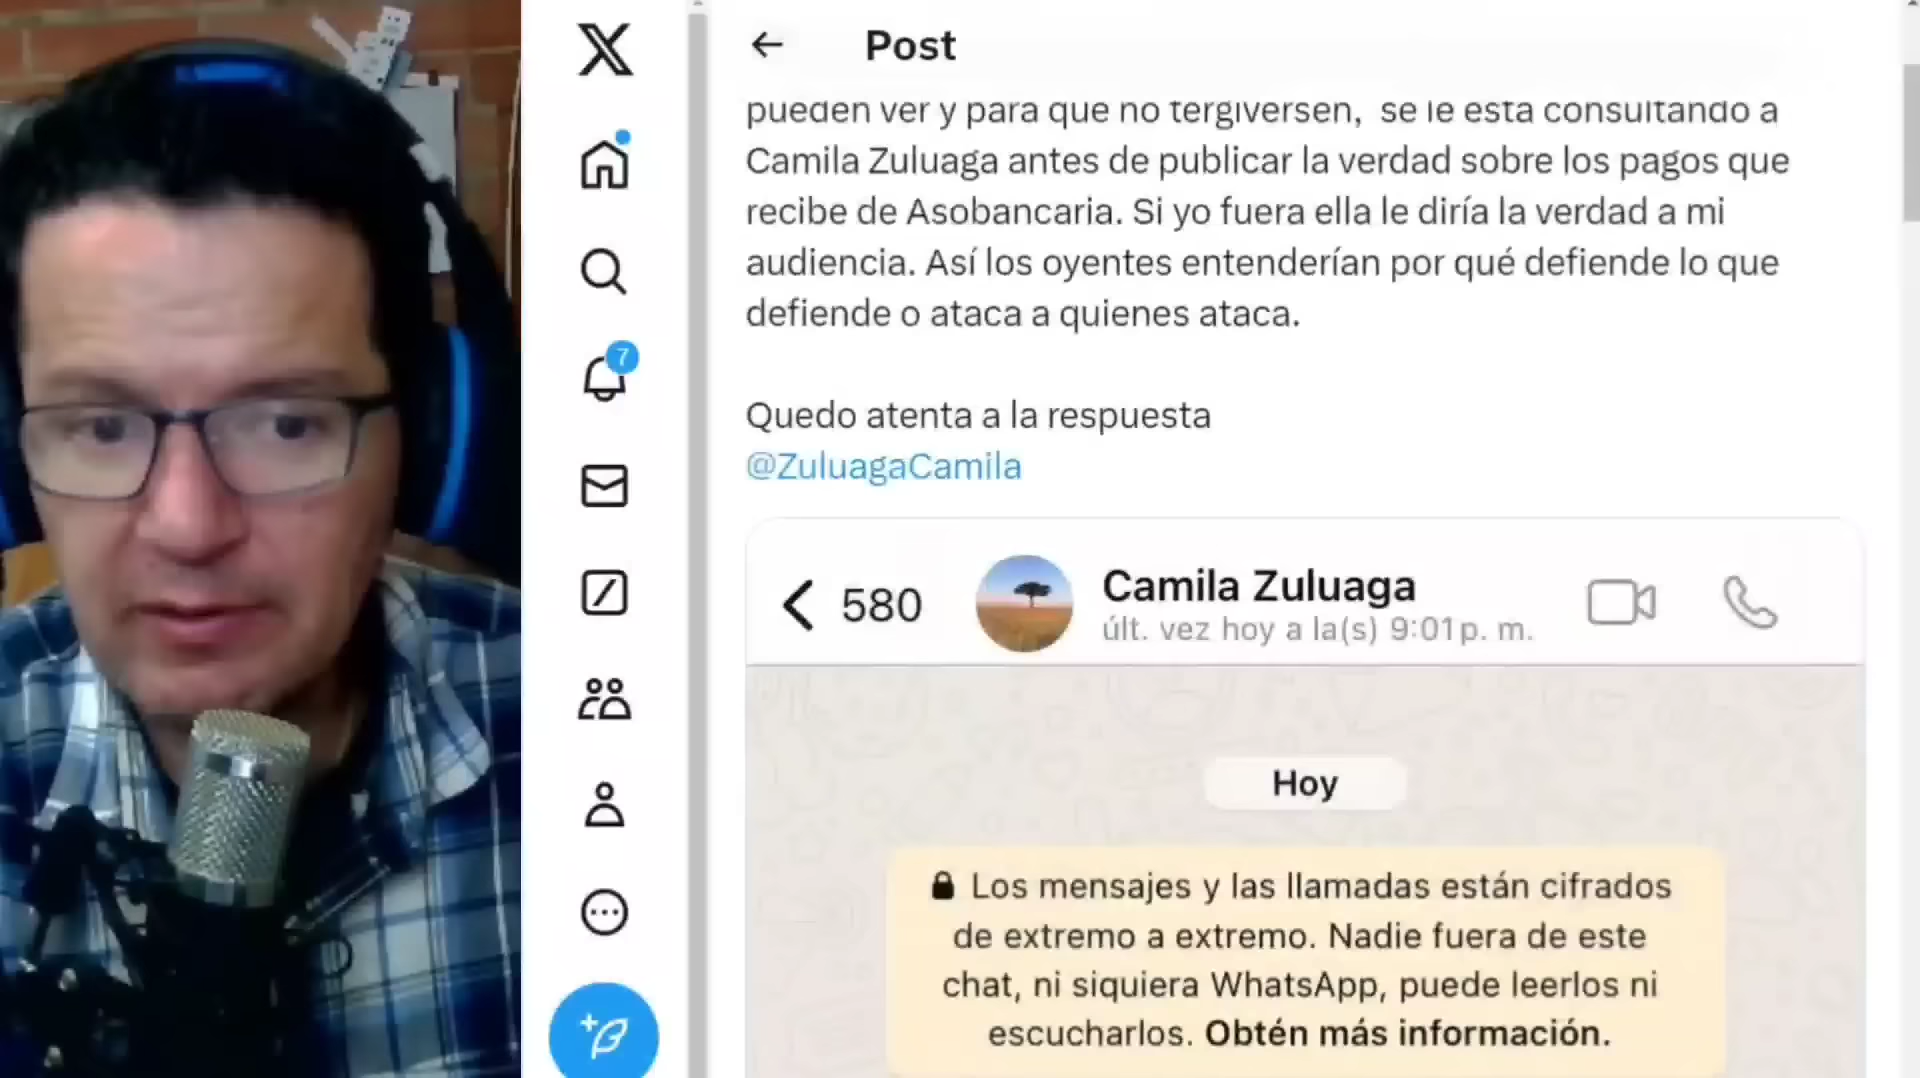 Post
pueden ver y para que no tergiversen, se le esta consultando a
Camila Zuluaga antes de publicar la verdad sobre los pagos que
recibe de Asobancaria. Si yo fuera ella le diría la verdad a mi
audiencia. Así los oyentes entenderían por qué defiende lo que
defiende o ataca a quienes ataca.
7
Quedo atenta a la respuesta
@ZuluagaCamila
580
Camila Zuluaga
últ. vez hoy a la(s) 9:01 p. m.
Hoy
Los mensajes y las llamadas están cifrados
de extremo a extremo. Nadie fuera de este
chat, ni siquiera WhatsApp, puede leerlos ni
escucharlos. Obtén más información.